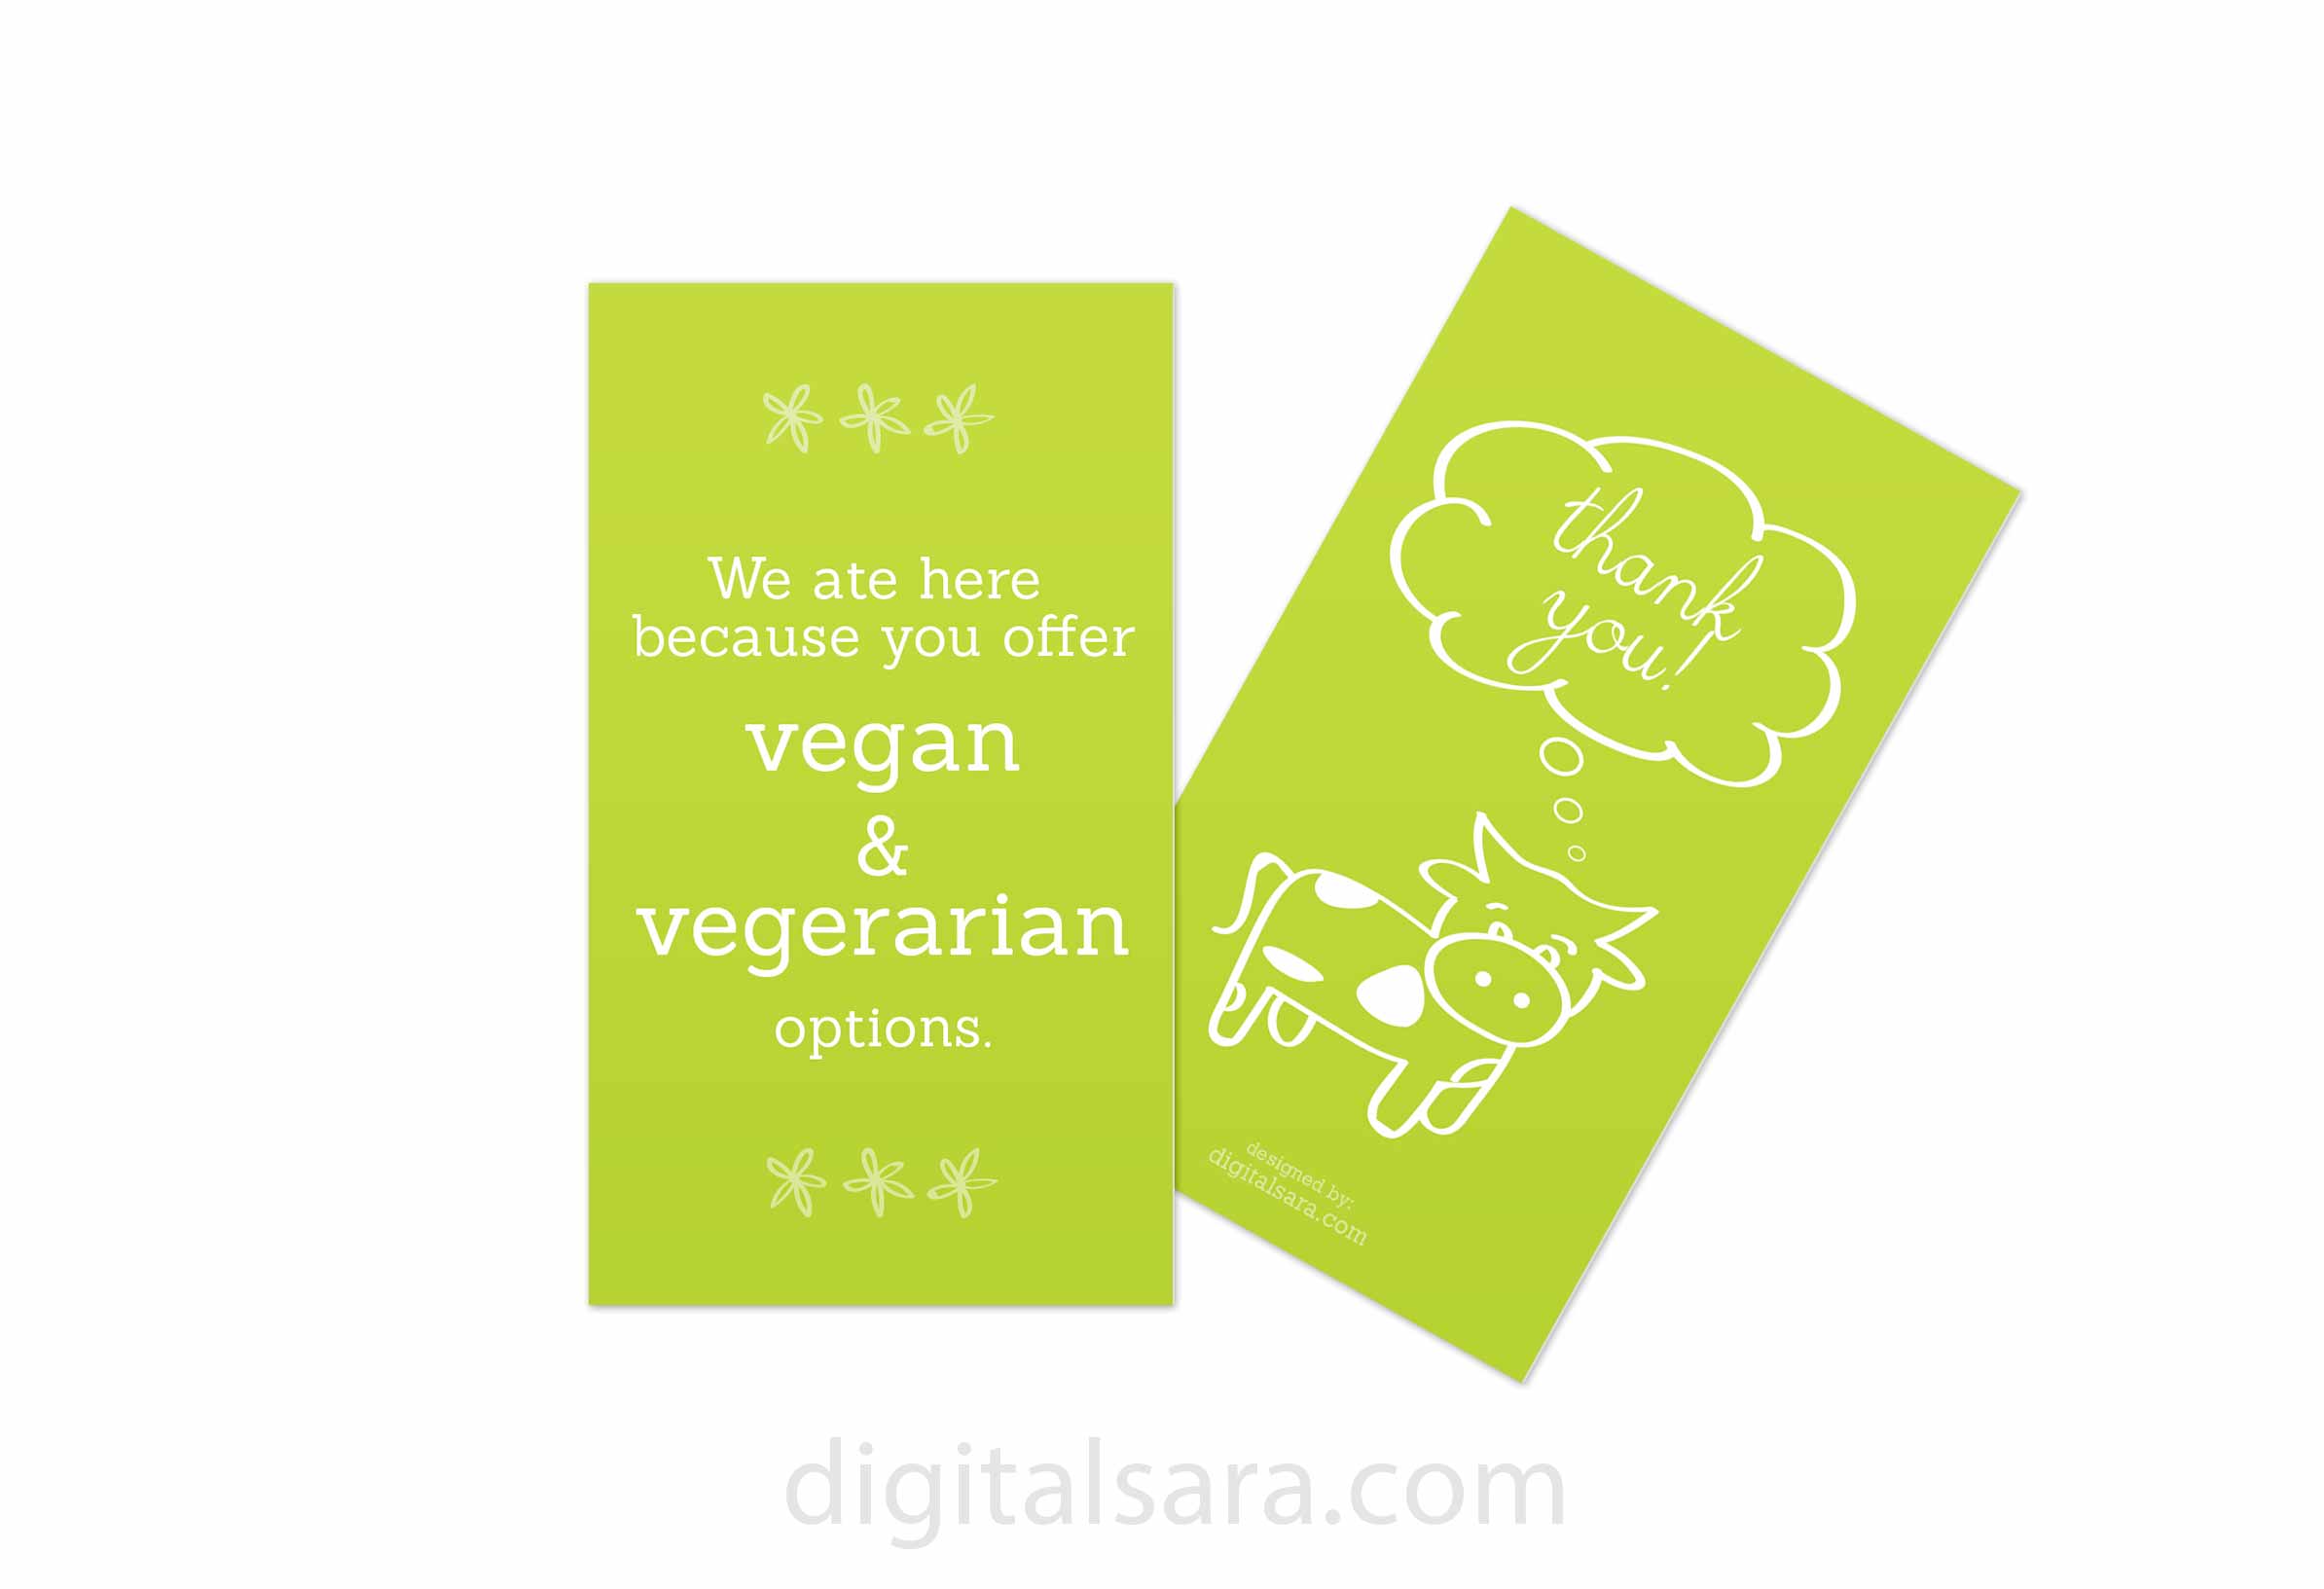 We ate here
because you offer
vegan
&
vegerarian
options.
thank
you!
designed by:
digitalsara.com
digitalsara.com